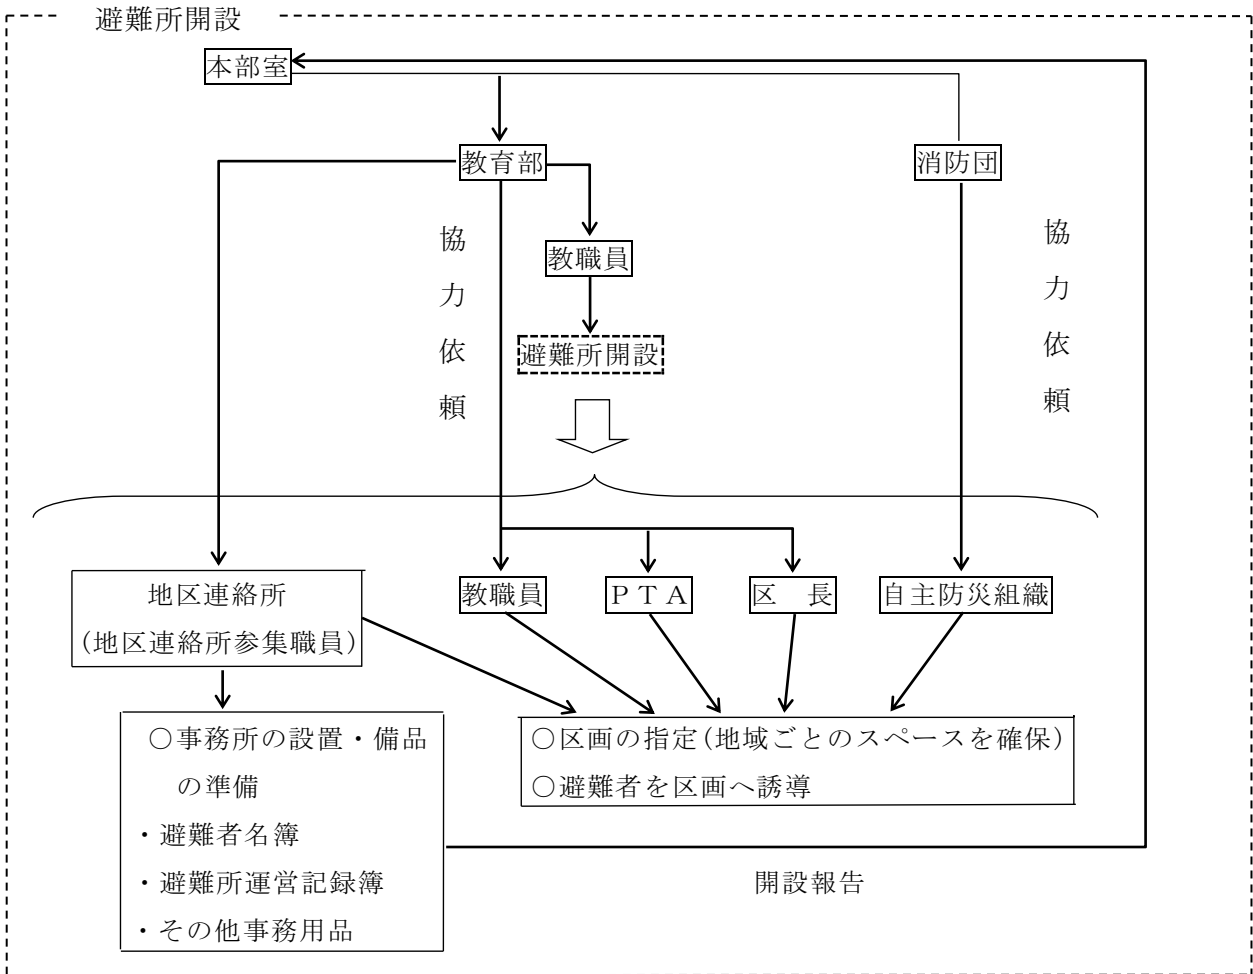 避難所開設
本部室
教育部
消防団
協力依頼
教職員
協力依頼
避難所開設
地区連絡所
(地区連絡所参集職員)
教職員
ＰＴＡ
区　長
自主防災組織
○事務所の設置・備品
の準備
・避難者名簿
・避難所運営記録簿
・その他事務用品
○区画の指定(地域ごとのスペースを確保)
○避難者を区画へ誘導
開設報告